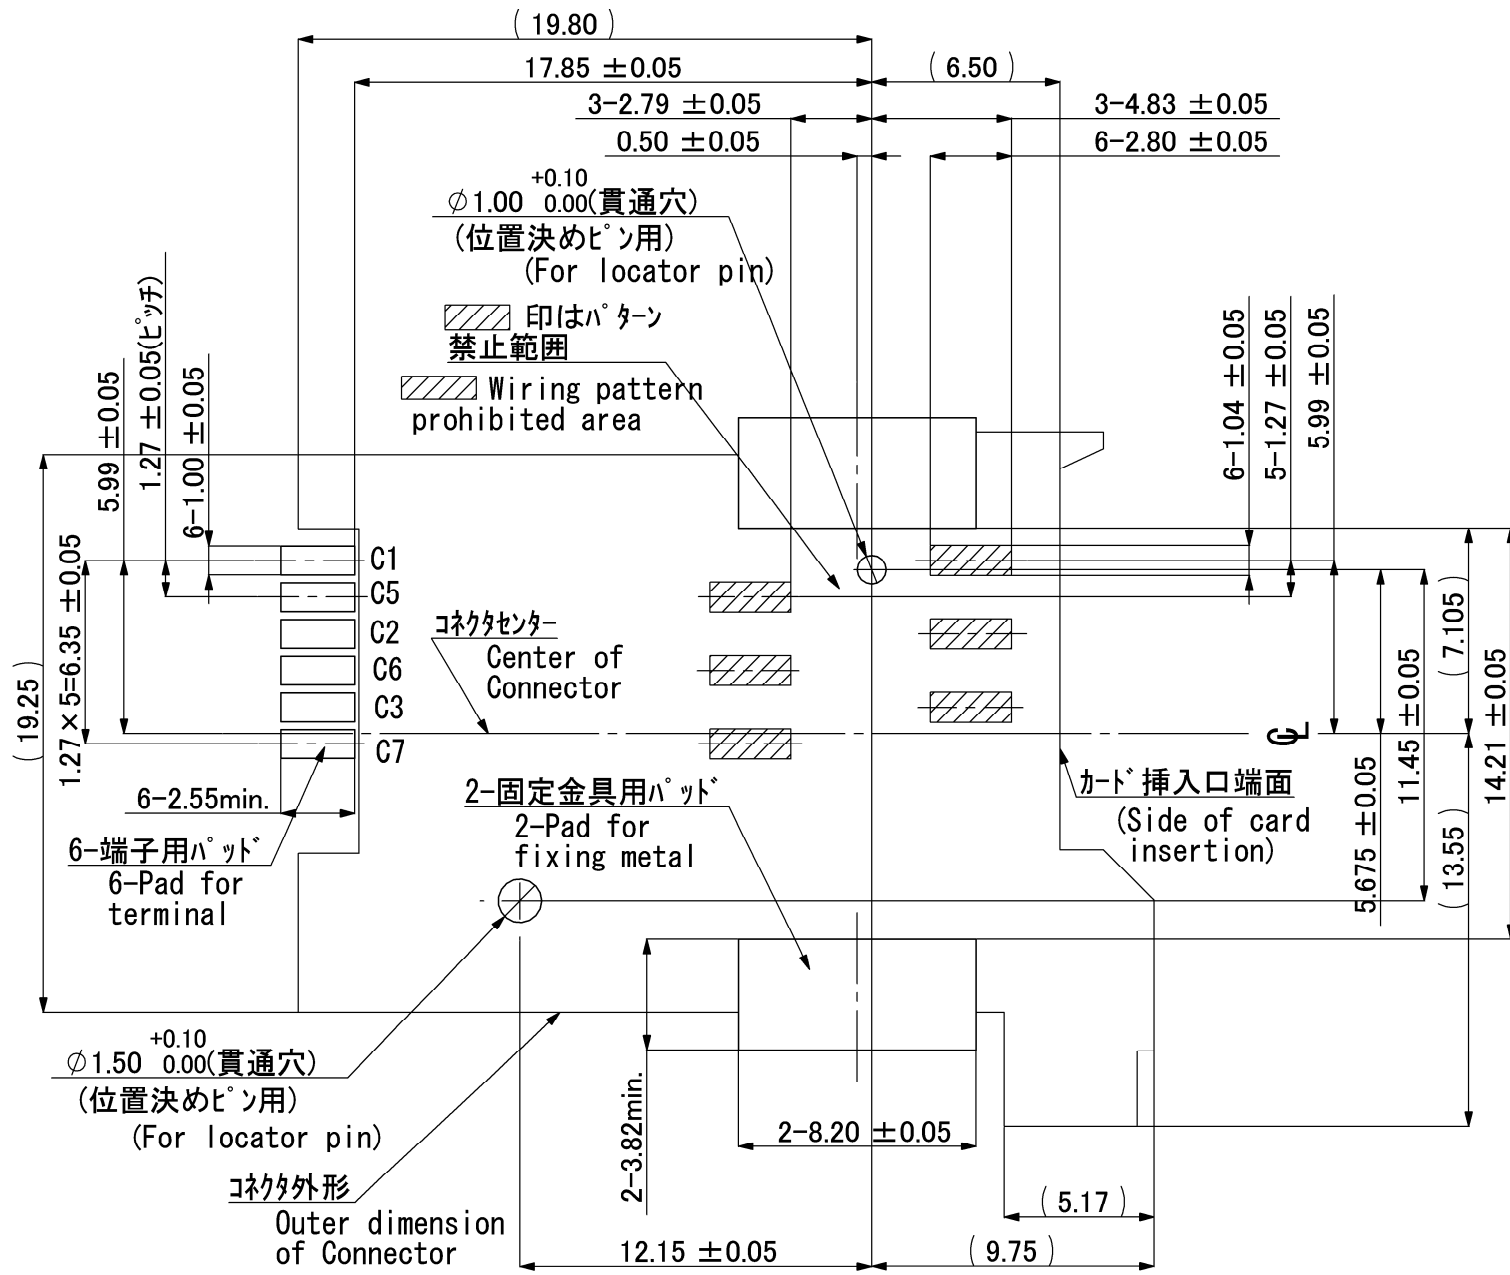 ( 19.80 )
17.85 ±0.05
( 6.50 )
3-2.79 ±0.05
3-4.83 ±0.05
0.50 ±0.05
6-2.80 ±0.05
+0.10
∅1.00 0.00(貫通穴)
(位置決めﾋﾟﾝ用)
(For locator pin)
印はﾊﾟﾀｰﾝ
禁止範囲
Wiring pattern
prohibited area
1.27 ±0.05(ﾋﾟｯﾁ)
5.99 ±0.05
6-1.00 ±0.05
1.27×5=6.35 ±0.05
( 19.25 )
6-1.04 ±0.05
5-1.27 ±0.05
5.99 ±0.05
C1
C5
C2
C6
C3
C7
ｺﾈｸﾀｾﾝﾀｰ
Center of
Connector
CL
( 7.105 )
11.45 ±0.05
14.21 ±0.05
5.675 ±0.05
( 13.55 )
6-2.55min.
6-端子用ﾊﾟｯﾄﾞ
6-Pad for
terminal
2-固定金具用ﾊﾟｯﾄﾞ
2-Pad for
fixing metal
ｶｰﾄﾞ挿入口端面
(Side of card
insertion)
+0.10
∅1.50 0.00(貫通穴)
(位置決めﾋﾟﾝ用)
(For locator pin)
ｺﾈｸﾀ外形
Outer dimension
of Connector
2-3.82min.
2-8.20 ±0.05
( 5.17 )
12.15 ±0.05
( 9.75 )